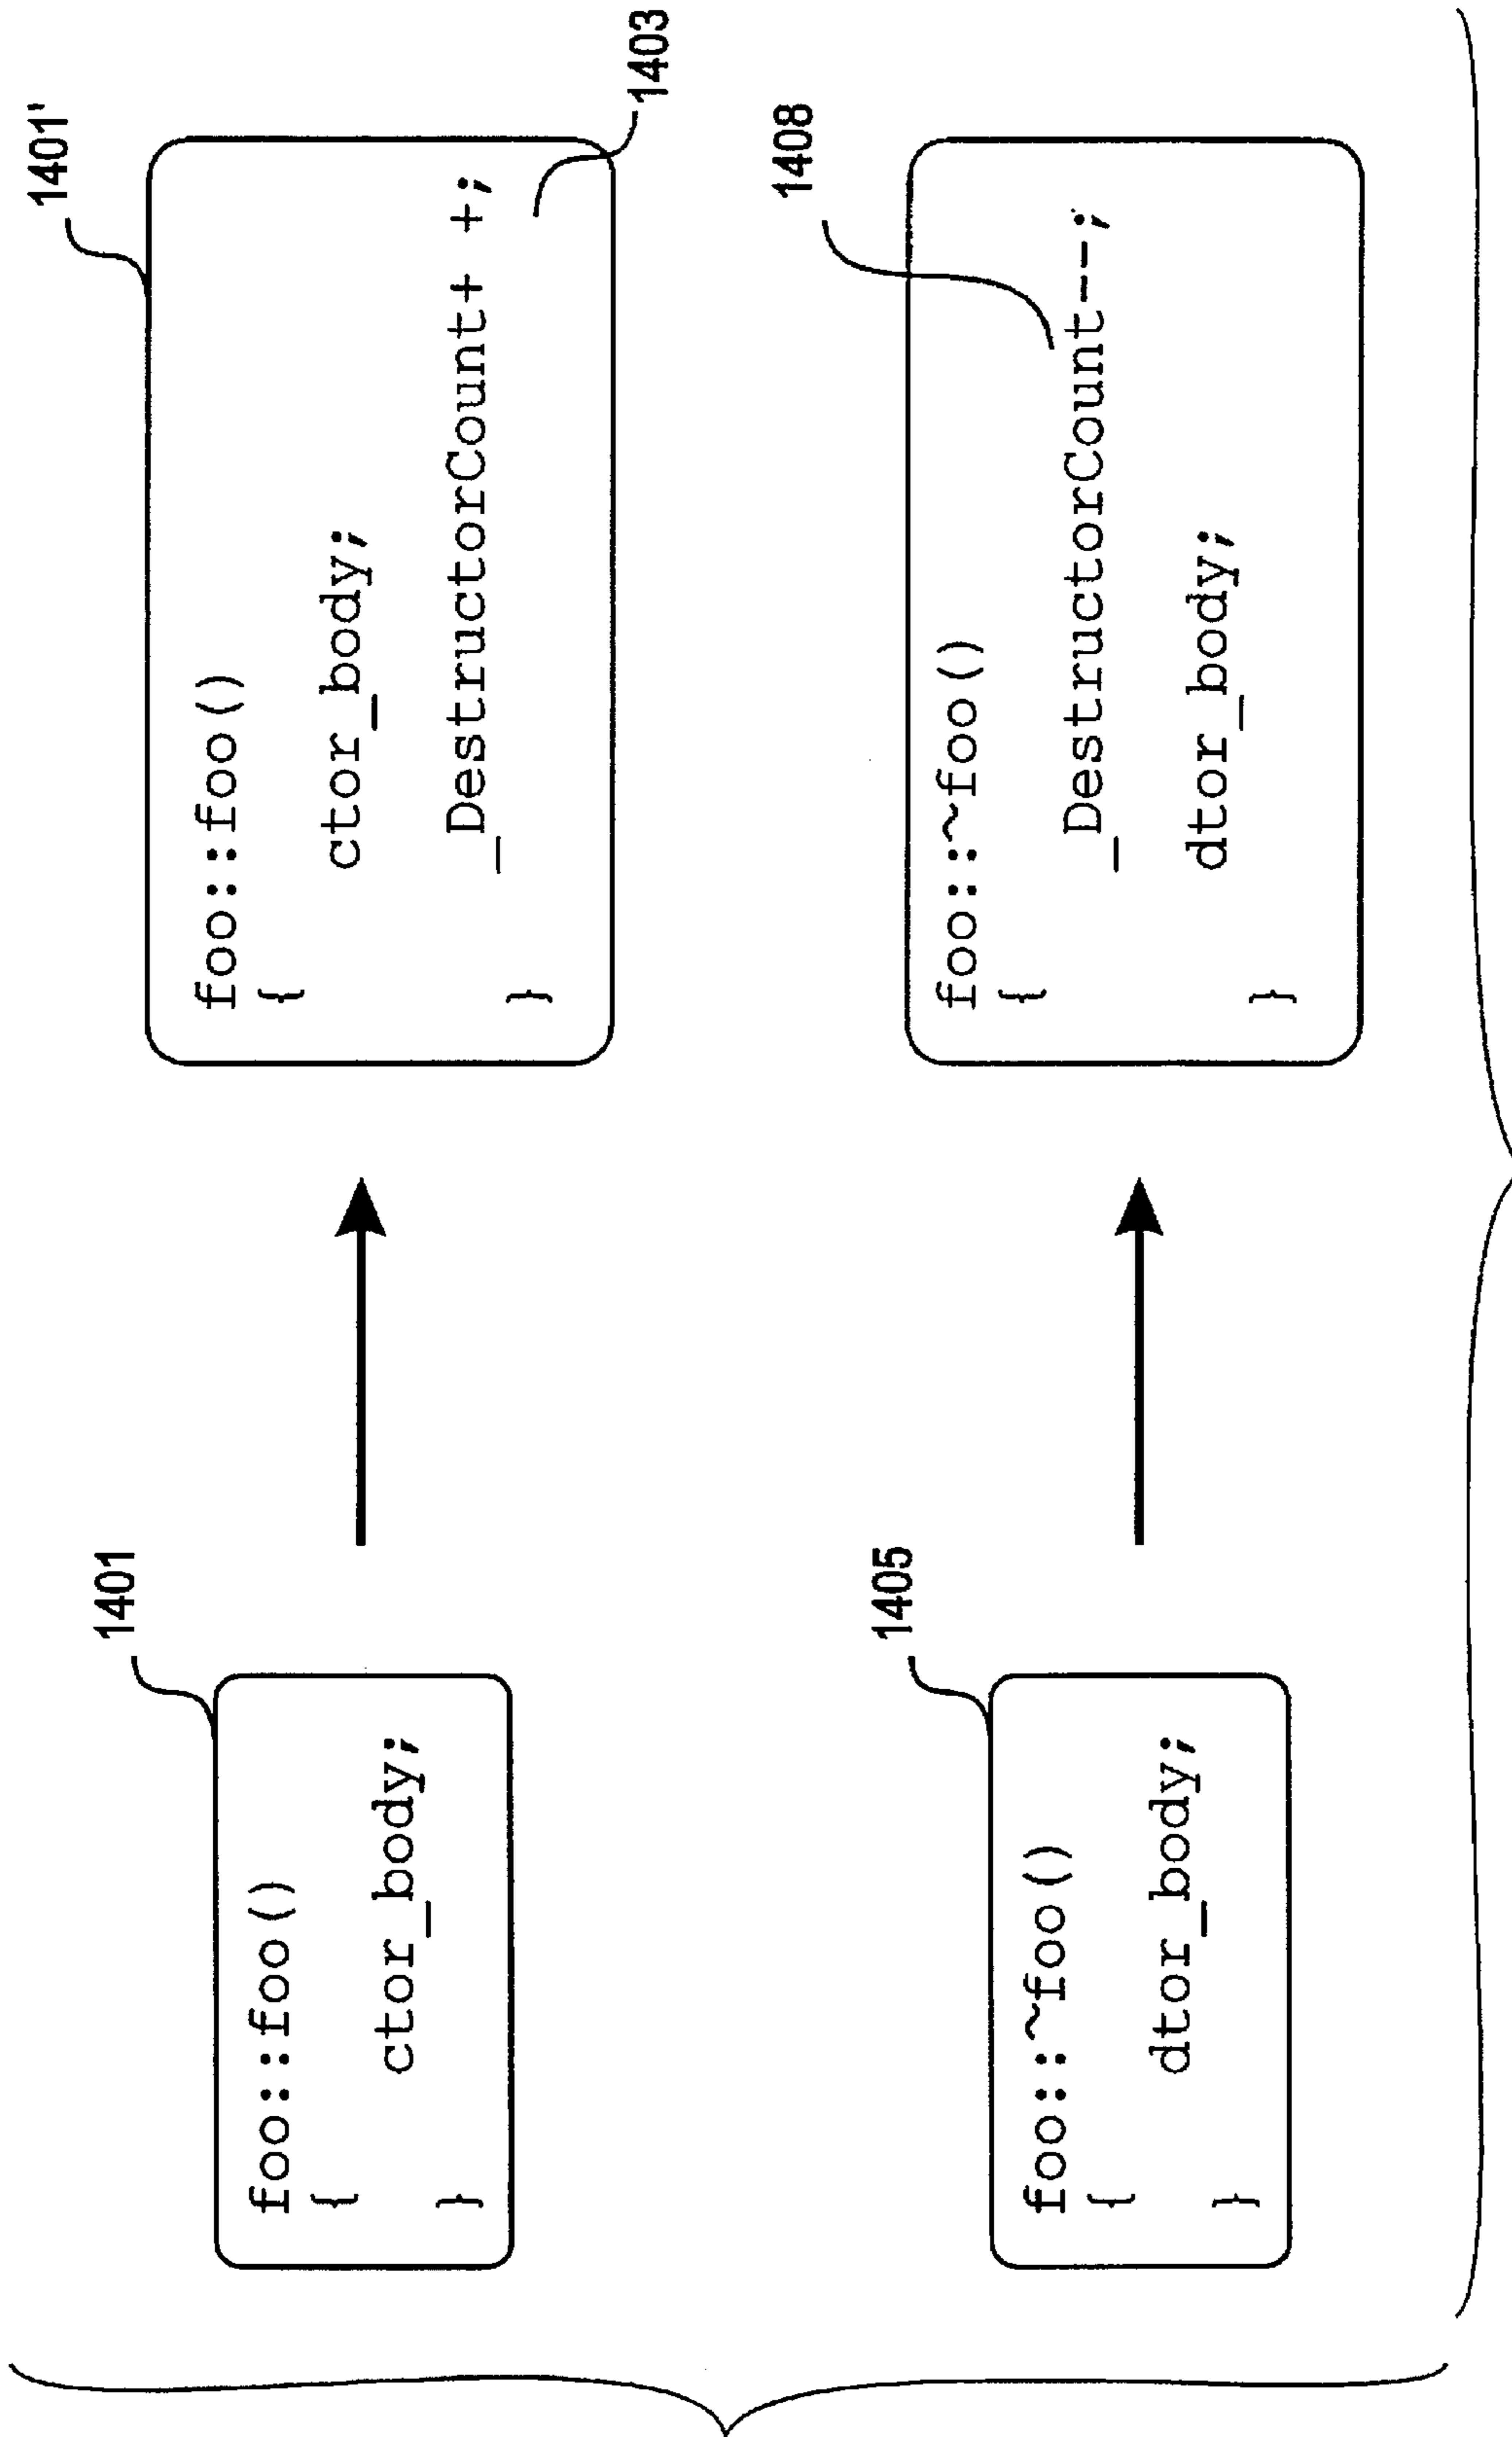 1401
foo::foo()
{
ctor_body;
}
1401'
foo::foo()
{
ctor_body;
_DestructorCount+ +;
}
1403
1405
foo::~foo()
{
dtor_body;
}
1408
foo::~foo()
{
_DestructorCount--;
dtor_body;
}